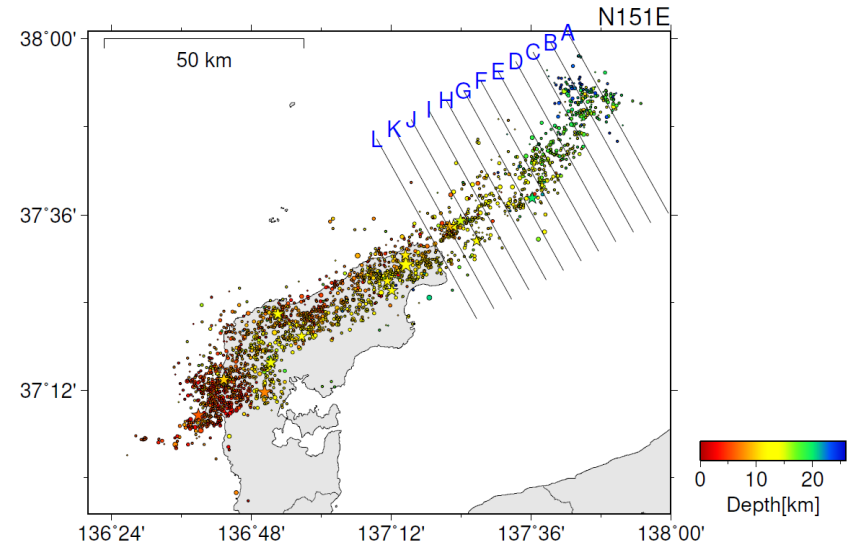 N151E
38°00'
50 km
A
B
C
D
E
F
G
H
I
J
K
L
37°36'
37°12'
136°24'
136°48'
137°12'
137°36'
138°00'
0 10 20
Depth[km]